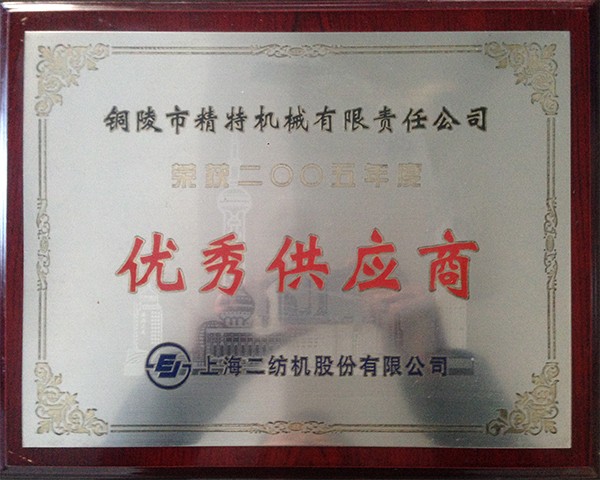 铜陵市精特机械有限责任公司
荣获二〇〇五年度
优秀供应商
上海二纺机股份有限公司